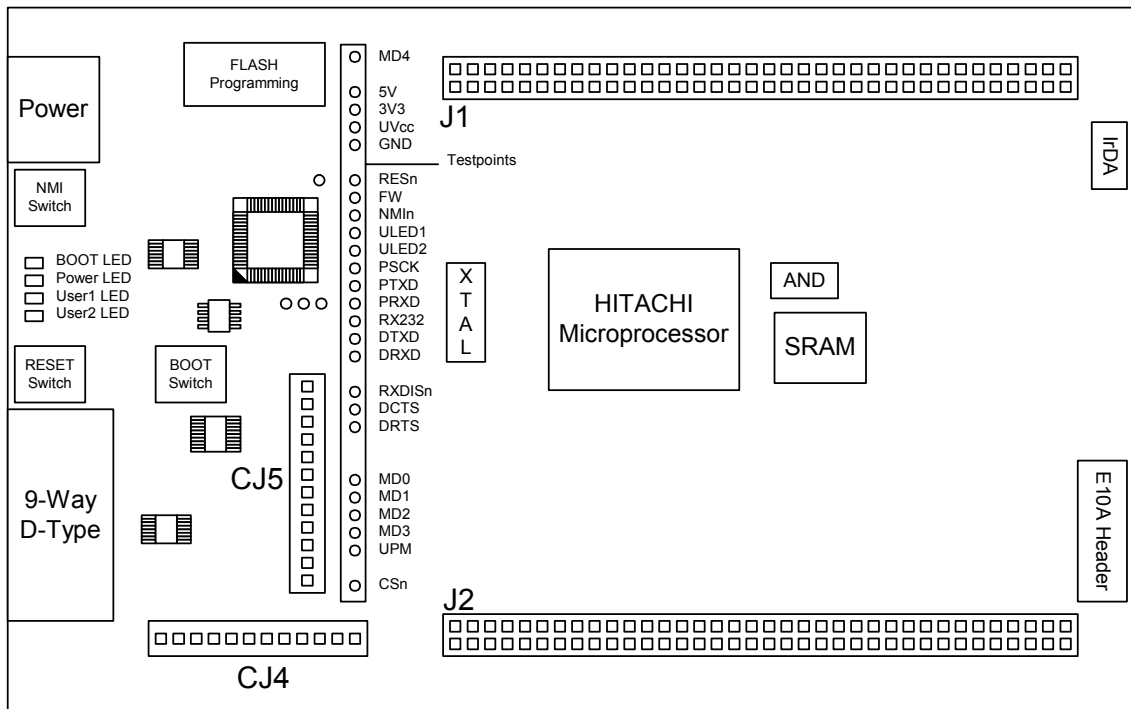 FLASH
Programming
Power
NMI
Switch
BOOT LED
Power LED
User1 LED
User2 LED
RESET
Switch
BOOT
Switch
9-Way
D-Type
CJ5
CJ4
MD4
5V
3V3
UVcc
GND
Testpoints
RESn
FW
NMIn
ULED1
ULED2
PSCK
PTXD
PRXD
RX232
DTXD
DRXD
RXDISn
DCTS
DRTS
MD0
MD1
MD2
MD3
UPM
CSn
J1
XTAL
HITACHI
Microprocessor
AND
SRAM
IrDA
E10A Header
J2